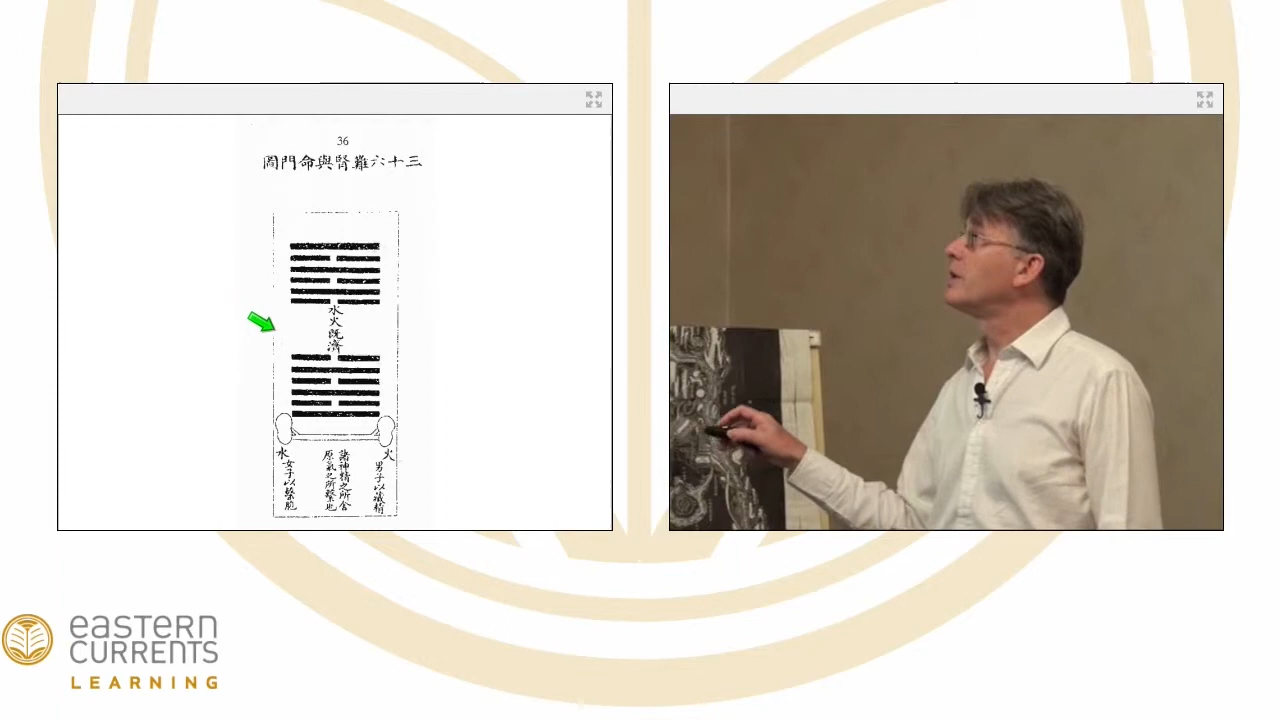 36
三十六難腎與命門圖
水火既濟
火
男子以藏精
諸神精之所舍
原氣之所繫也
水
女子以繫胞
eastern
CURRENTS
LEARNING